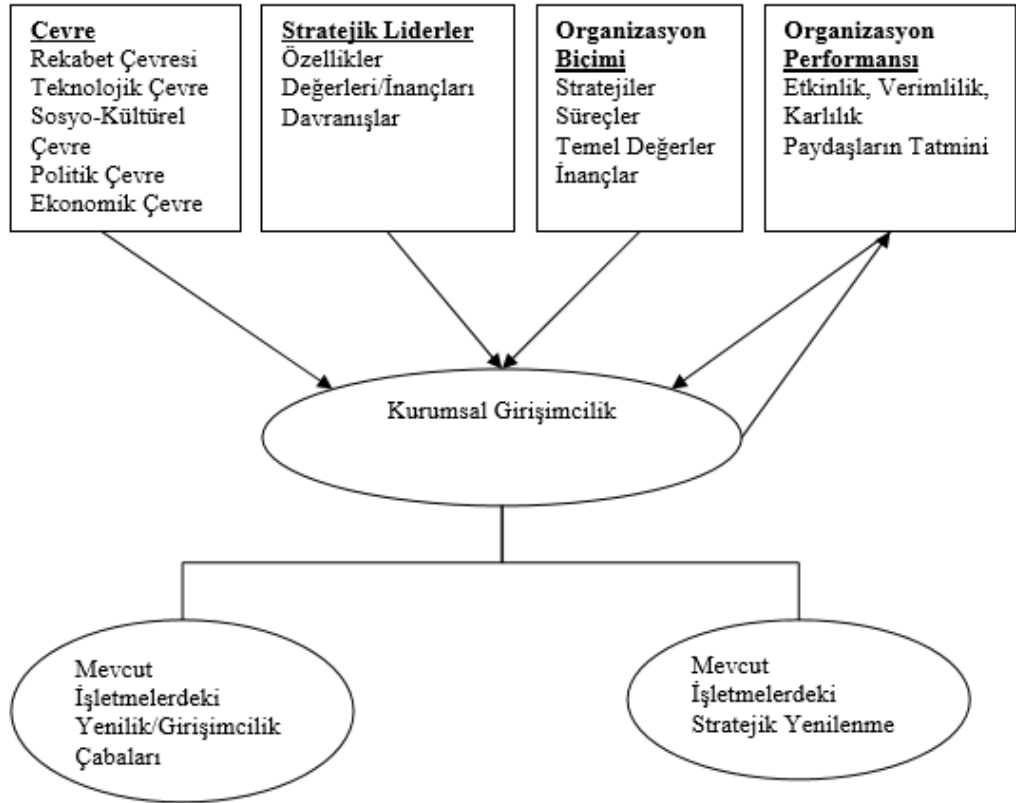 Çevre
Rekabet Çevresi
Teknolojik Çevre
Sosyo-Kültürel
Çevre
Politik Çevre
Ekonomik Çevre
Stratejik Liderler
Özellikler
Değerleri/İnançları
Davranışlar
Organizasyon
Biçimi
Stratejiler
Süreçler
Temel Değerler
İnançlar
Organizasyon
Performansı
Etkinlik, Verimlilik,
Karlılık
Paydaşların Tatmini
Kurumsal Girişimcilik
Mevcut
İşletmelerdeki
Yenilik/Girişimcilik
Çabaları
Mevcut
İşletmelerdeki
Stratejik Yenilenme